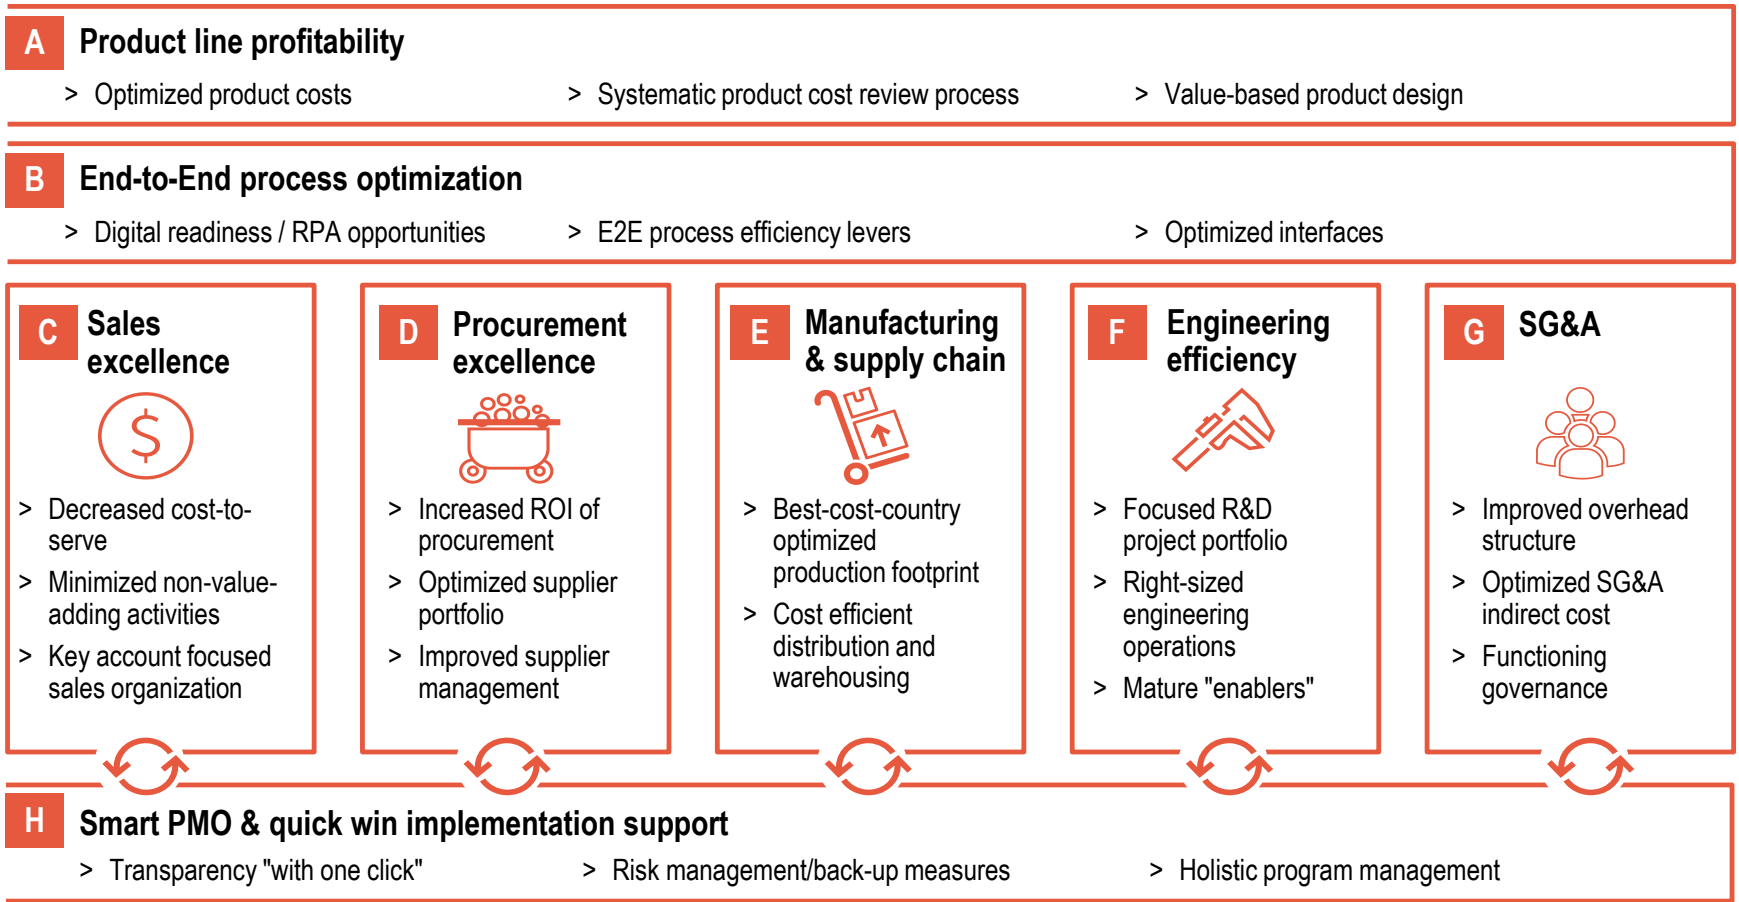 A Product line profitability
> Optimized product costs > Systematic product cost review process > Value-based product design
B End-to-End process optimization
> Digital readiness / RPA opportunities > E2E process efficiency levers > Optimized interfaces
C Sales
excellence
$
> Decreased cost-to-
serve
> Minimized non-value-
adding activities
> Key account focused
sales organization
D Procurement
excellence
> Increased ROI of
procurement
> Optimized supplier
portfolio
> Improved supplier
management
E Manufacturing
& supply chain
> Best-cost-country
optimized
production footprint
> Cost efficient
distribution and
warehousing
F Engineering
efficiency
> Focused R&D
project portfolio
> Right-sized
engineering
operations
> Mature "enablers"
G SG&A
> Improved overhead
structure
> Optimized SG&A
indirect cost
> Functioning
governance
H Smart PMO & quick win implementation support
> Transparency "with one click" > Risk management/back-up measures > Holistic program management